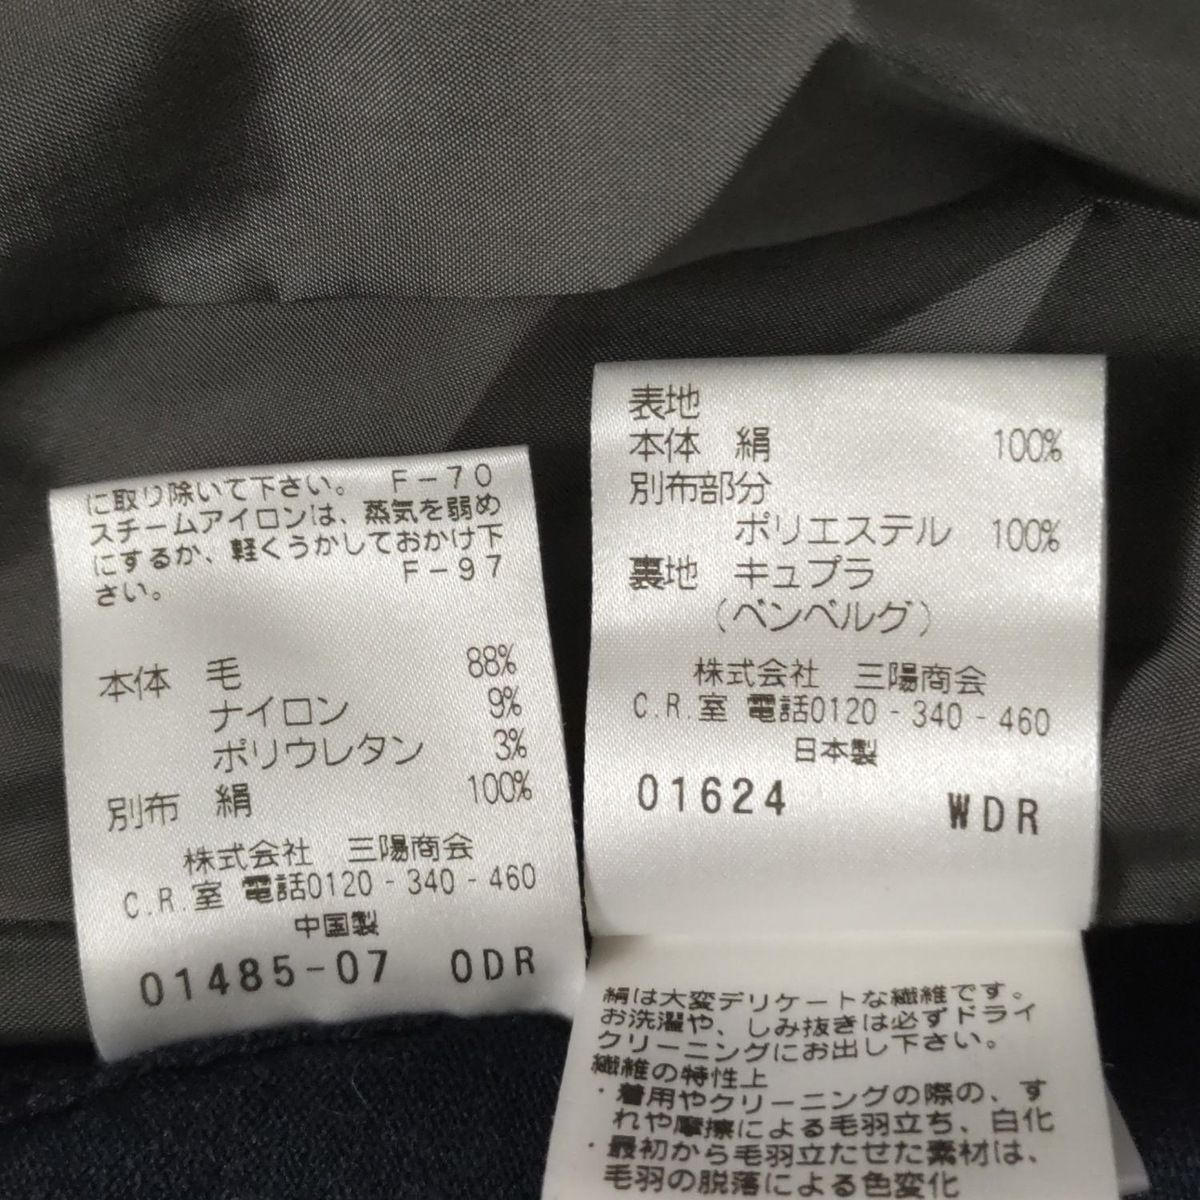 に取り除いて下さい。 F-70
スチームアイロンは、蒸気を弱め
にするか、軽くうかしておかけ下
さい。 F-97
本体 毛 88%
ナイロン 9%
ポリウレタン 3%
別布 絹 100%
株式会社 三陽商会
C.R.室 電話0120-340-460
中国製
01485-07 ODR
表地
本体 絹 100%
別布部分
ポリエステル 100%
裏地 キュプラ
(ベンベルグ)
株式会社 三陽商会
C.R.室 電話0120-340-460
日本製
01624 WDR
絹は大変デリケートな繊維です。
お洗濯や、しみ抜きは必ずドライ
クリーニングにお出し下さい。
繊維の特性上
・着用やクリーニングの際の、す
れや摩擦による毛羽立ち、白化
・最初から毛羽立たせた素材は、
毛羽の脱落による色変化